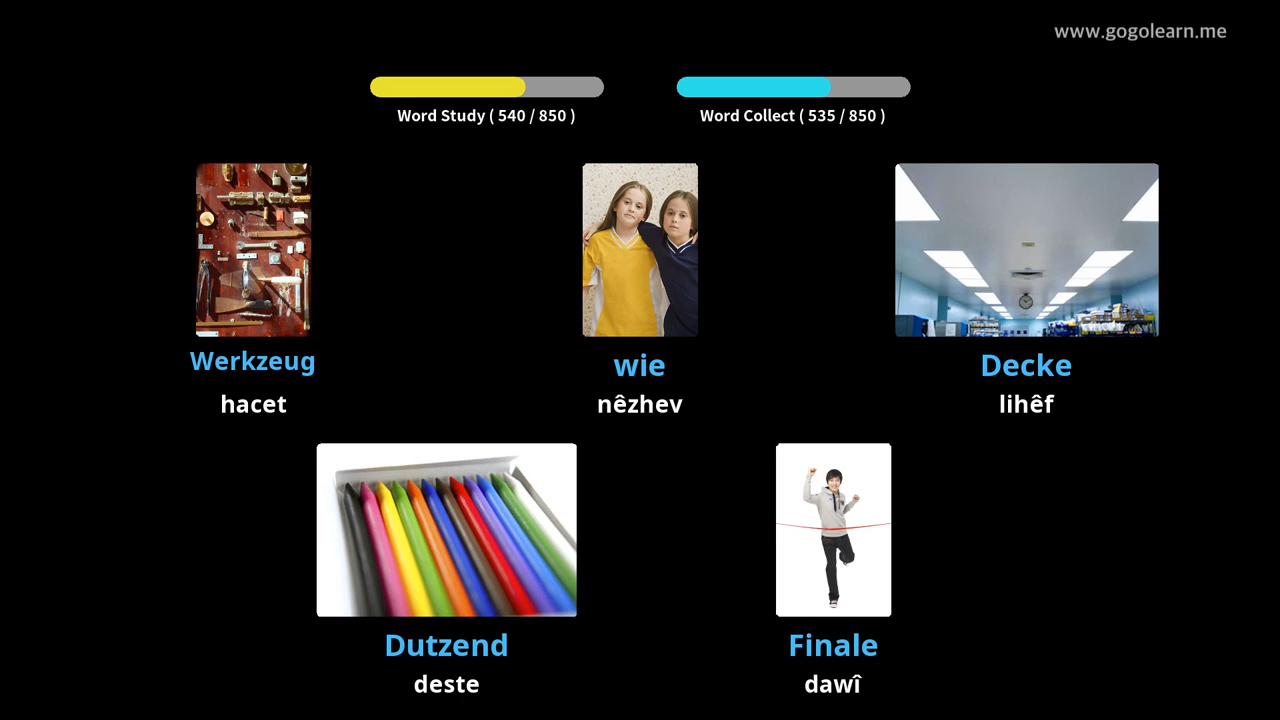 www.gogolearn.me
Word Study ( 540 / 850 )
Word Collect ( 535 / 850 )
Werkzeug
hacet
wie
nêzhev
Decke
lihêf
Dutzend
deste
Finale
dawî